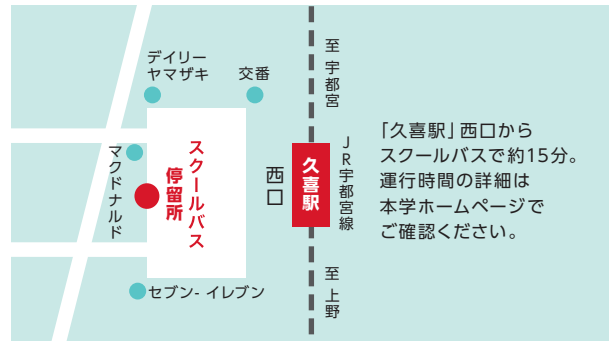 デイリー
ヤマザキ
交番
マクドナルド
スクールバス
停留所
セブン- イレブン
西口
久喜駅
至 宇都宮
JR宇都宮線
至 上野
「久喜駅」西口から
スクールバスで約15分。
運行時間の詳細は
本学ホームページで
ご確認ください。